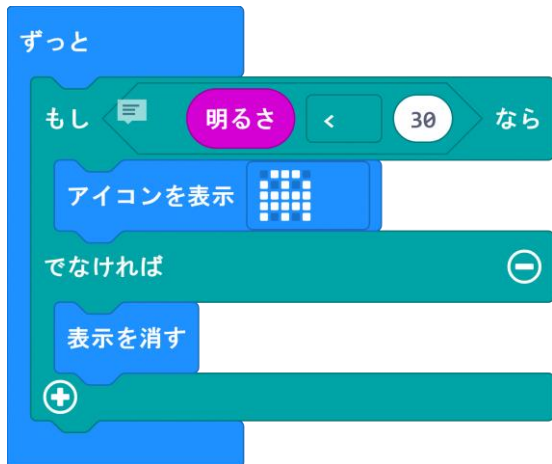 ずっと
もし 明るさ < 30 なら
アイコンを表示
でなければ
表示を消す